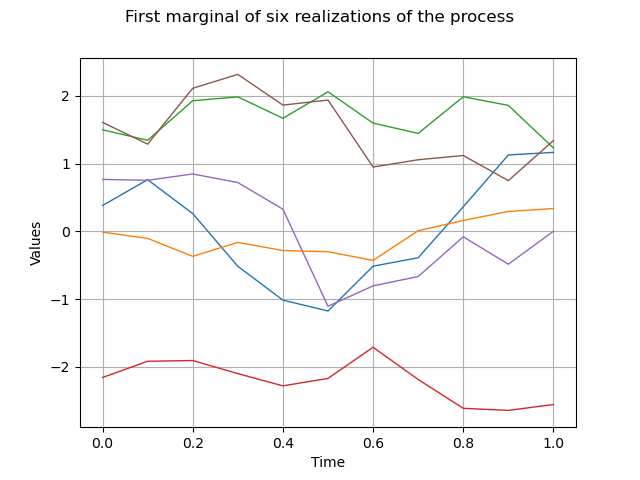 First marginal of six realizations of the process
Values
2
1
0
−1
−2
0.0 0.2 0.4 0.6 0.8 1.0
Time